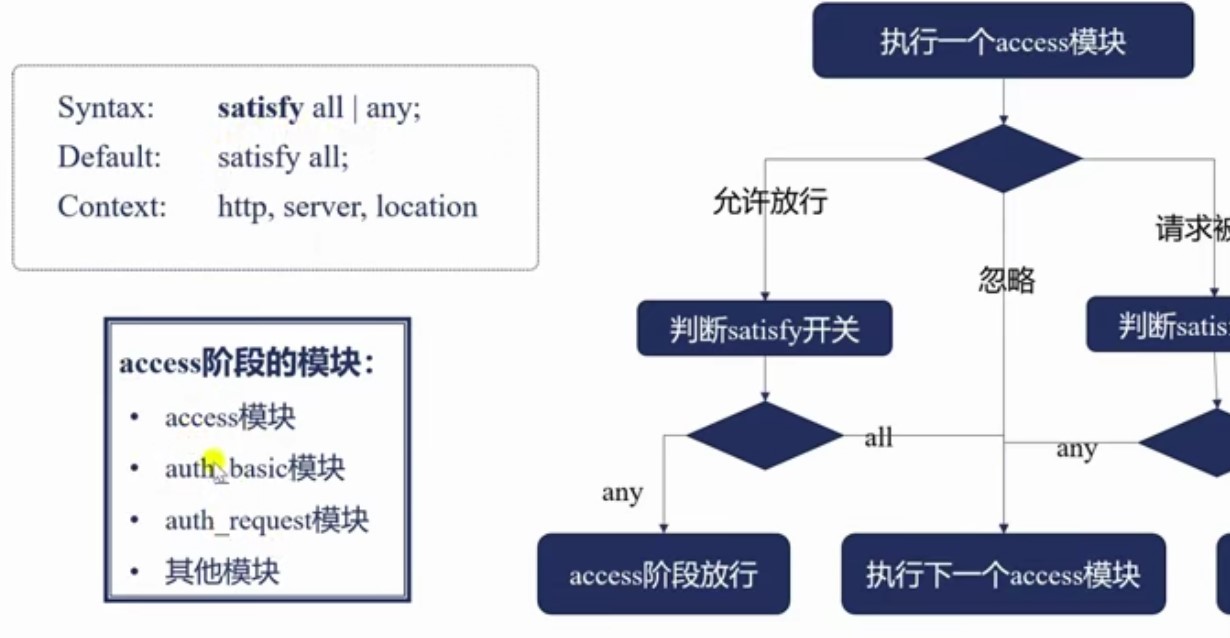 Syntax: satisfy all | any;
Default: satisfy all;
Context: http, server, location
access阶段的模块：
• access模块
• auth_basic模块
• auth_request模块
• 其他模块
执行一个access模块
允许放行
忽略
请求被
判断satisfy开关
判断satis
all
any
any
access阶段放行
执行下一个access模块